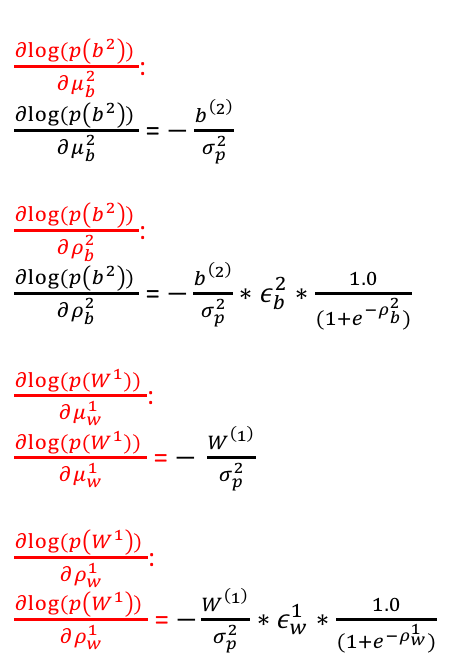 ∂log(p(b²))/∂μ_b²:
∂log(p(b²))/∂μ_b² = − b⁽²⁾/σ_p²
∂log(p(b²))/∂ρ_b²:
∂log(p(b²))/∂ρ_b² = − b⁽²⁾/σ_p² * ϵ_b² * 1.0/(1+e^{−ρ_b²})
∂log(p(W¹))/∂μ_w¹:
∂log(p(W¹))/∂μ_w¹ = − W⁽¹⁾/σ_p²
∂log(p(W¹))/∂ρ_w¹:
∂log(p(W¹))/∂ρ_w¹ = − W⁽¹⁾/σ_p² * ϵ_w¹ * 1.0/(1+e^{−ρ_w¹})